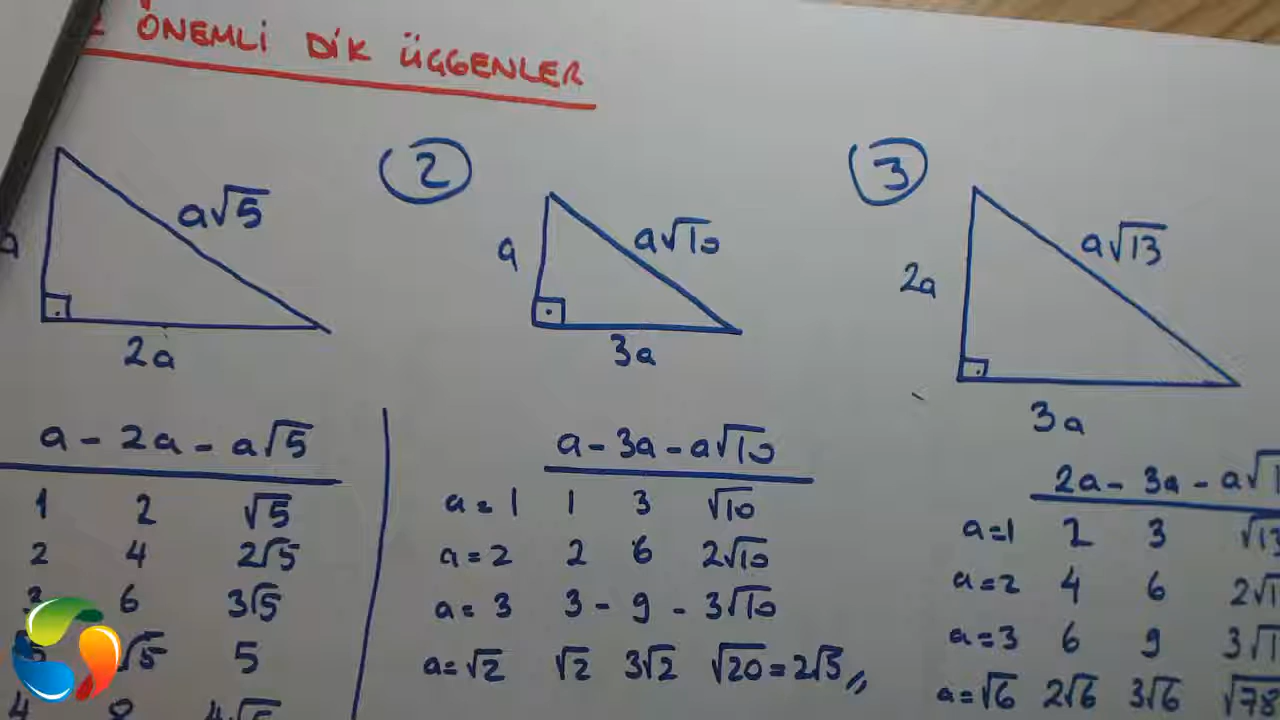 ÖNEMLİ DİK ÜÇGENLER
a√5
2a
a - 2a - a√5
1 2 √5
2 4 2√5
6 3√5
√5 5
2
a
a√10
3a
a - 3a - a√10
a=1 1 3 √10
a=2 2 6 2√10
a=3 3 - 9 - 3√10
a=√2 √2 3√2 √20=2√5//
3
2a
a√13
3a
2a - 3a -
a=1 2 3 √13
a=2 4 6
a=3 6 9
a=√6 2√6 3√6 √78